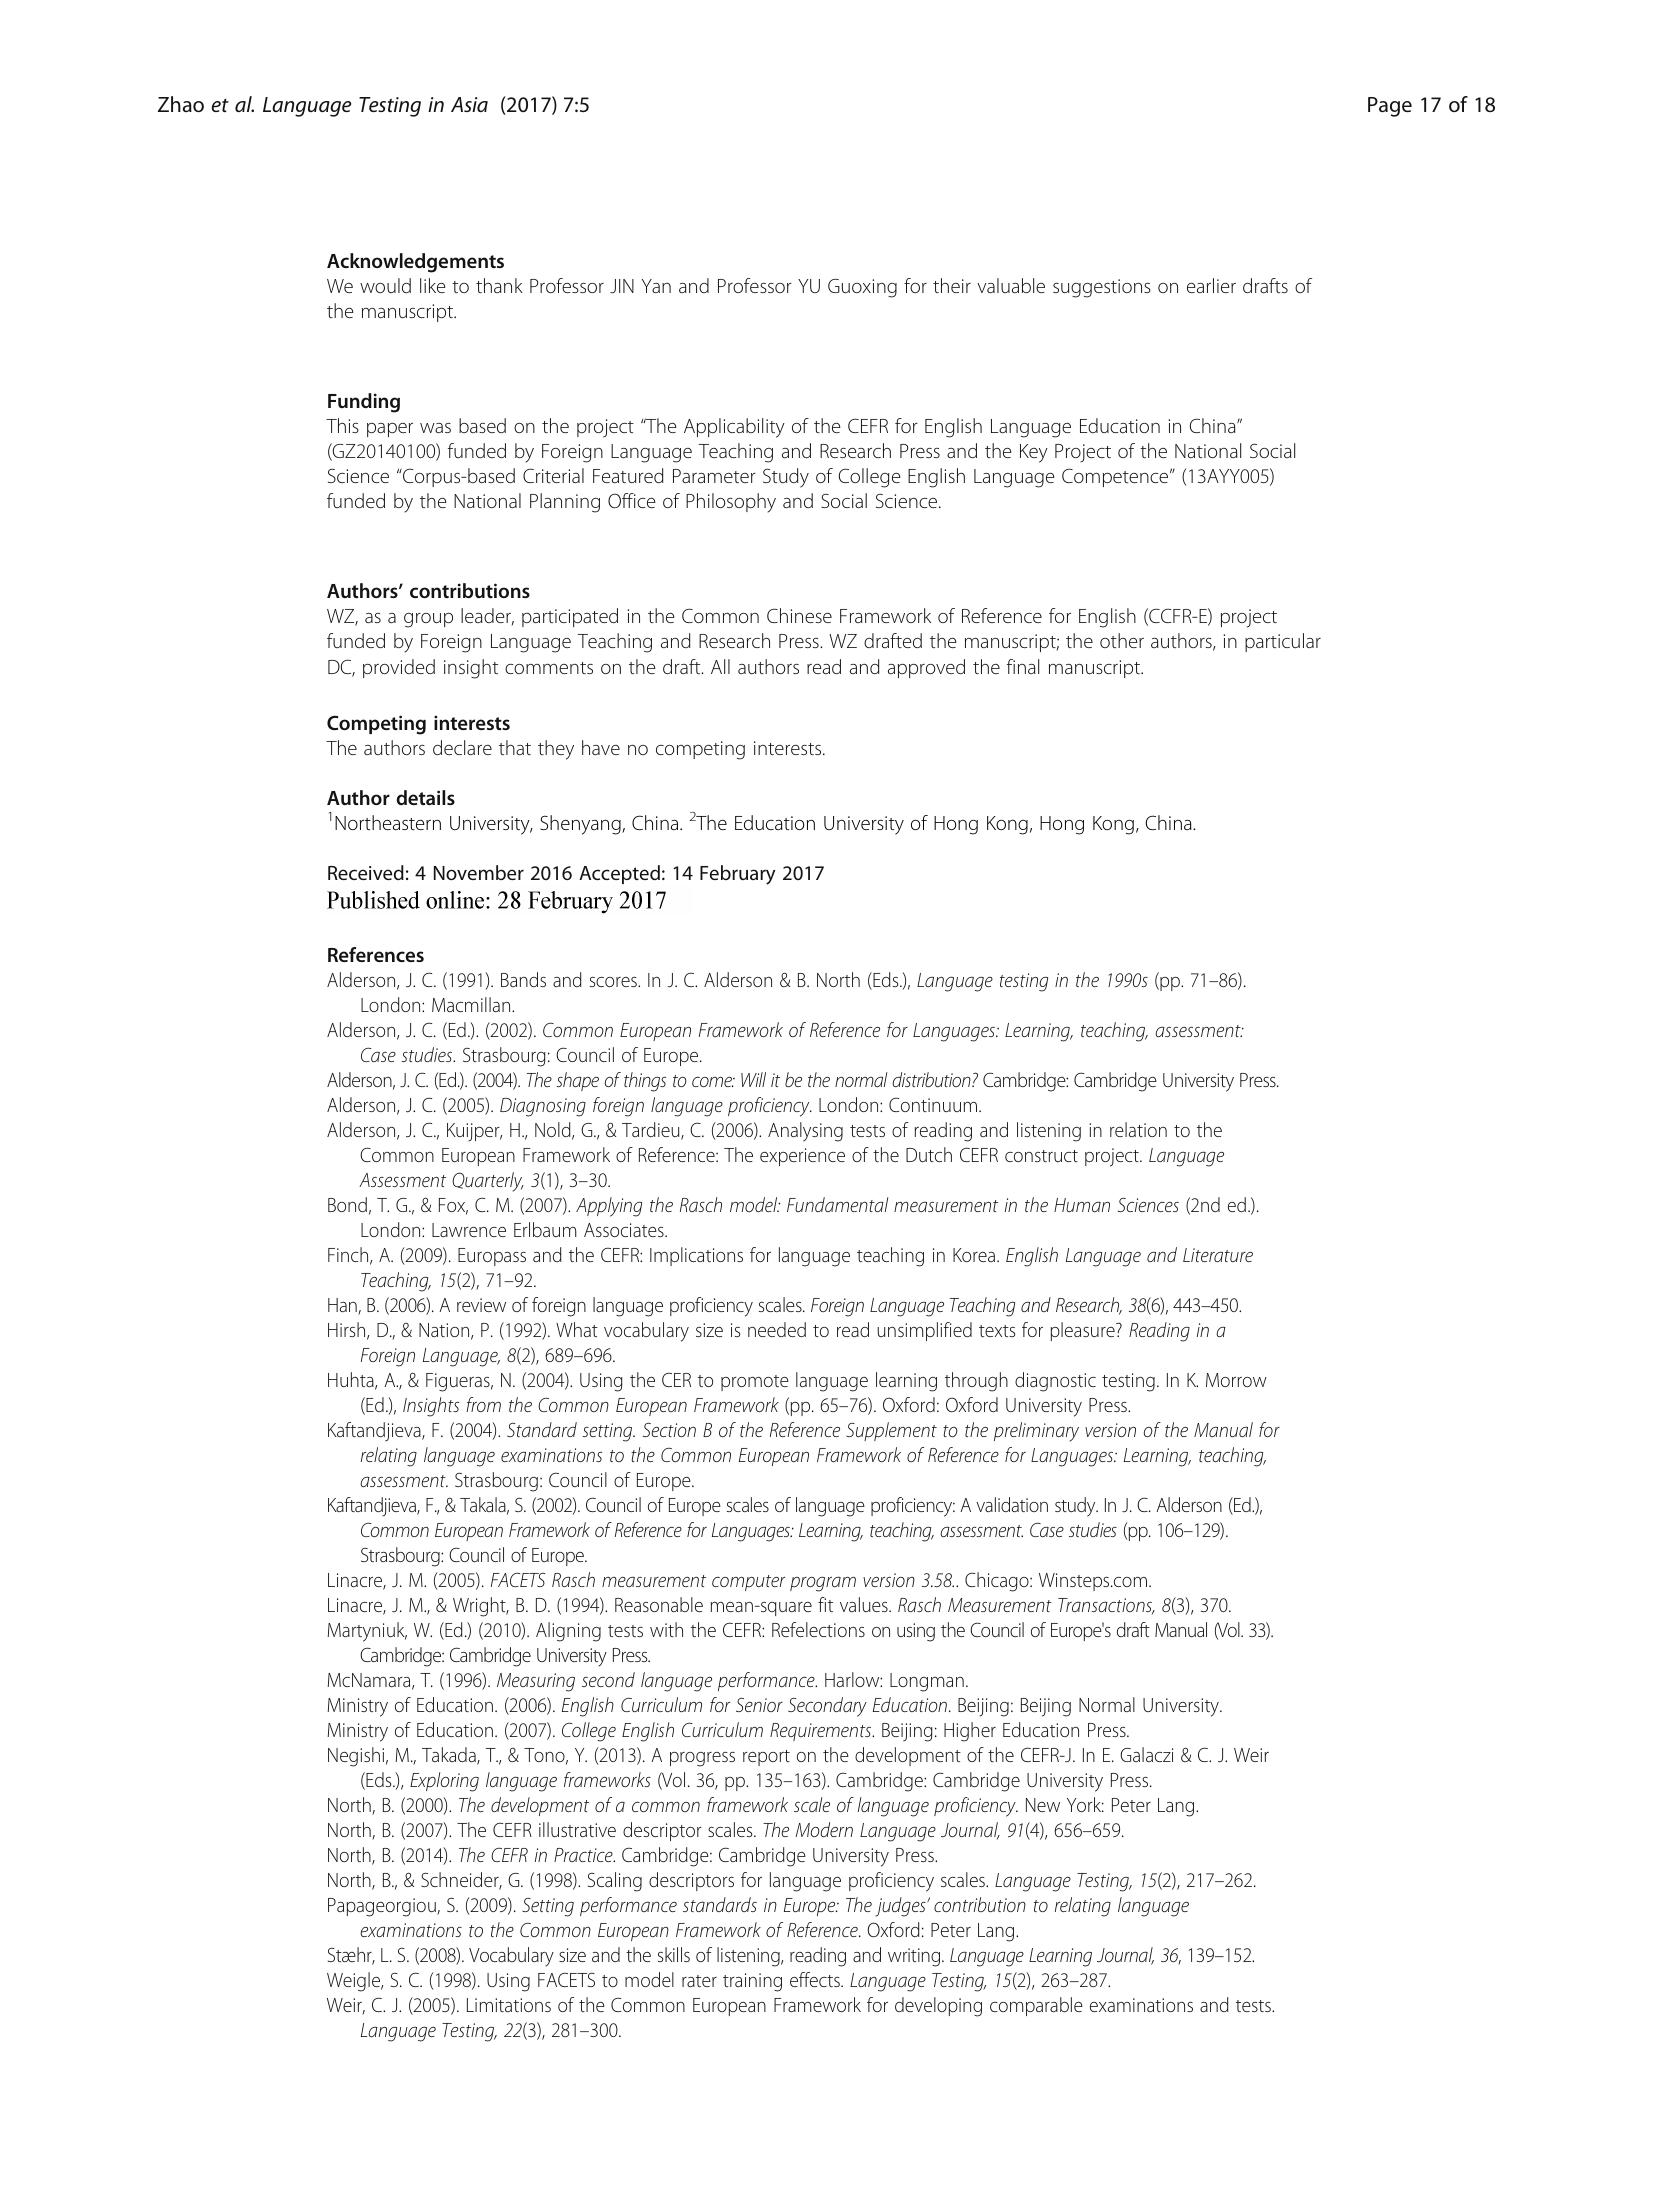 Zhao et al. Language Testing in Asia (2017) 7:5
Page 17 of 18
Acknowledgements
We would like to thank Professor JIN Yan and Professor YU Guoxing for their valuable suggestions on earlier drafts of
the manuscript.
Funding
This paper was based on the project “The Applicability of the CEFR for English Language Education in China”
(GZ20140100) funded by Foreign Language Teaching and Research Press and the Key Project of the National Social
Science “Corpus-based Criterial Featured Parameter Study of College English Language Competence” (13AYY005)
funded by the National Planning Office of Philosophy and Social Science.
Authors’ contributions
WZ, as a group leader, participated in the Common Chinese Framework of Reference for English (CCFR-E) project
funded by Foreign Language Teaching and Research Press. WZ drafted the manuscript; the other authors, in particular
DC, provided insight comments on the draft. All authors read and approved the final manuscript.
Competing interests
The authors declare that they have no competing interests.
Author details
1Northeastern University, Shenyang, China. 2The Education University of Hong Kong, Hong Kong, China.
Received: 4 November 2016 Accepted: 14 February 2017
Published online: 28 February 2017
References
Alderson, J. C. (1991). Bands and scores. In J. C. Alderson & B. North (Eds.), Language testing in the 1990s (pp. 71–86).
London: Macmillan.
Alderson, J. C. (Ed.). (2002). Common European Framework of Reference for Languages: Learning, teaching, assessment:
Case studies. Strasbourg: Council of Europe.
Alderson, J. C. (Ed.). (2004). The shape of things to come: Will it be the normal distribution? Cambridge: Cambridge University Press.
Alderson, J. C. (2005). Diagnosing foreign language proficiency. London: Continuum.
Alderson, J. C., Kuijper, H., Nold, G., & Tardieu, C. (2006). Analysing tests of reading and listening in relation to the
Common European Framework of Reference: The experience of the Dutch CEFR construct project. Language
Assessment Quarterly, 3(1), 3–30.
Bond, T. G., & Fox, C. M. (2007). Applying the Rasch model: Fundamental measurement in the Human Sciences (2nd ed.).
London: Lawrence Erlbaum Associates.
Finch, A. (2009). Europass and the CEFR: Implications for language teaching in Korea. English Language and Literature
Teaching, 15(2), 71–92.
Han, B. (2006). A review of foreign language proficiency scales. Foreign Language Teaching and Research, 38(6), 443–450.
Hirsh, D., & Nation, P. (1992). What vocabulary size is needed to read unsimplified texts for pleasure? Reading in a
Foreign Language, 8(2), 689–696.
Huhta, A., & Figueras, N. (2004). Using the CER to promote language learning through diagnostic testing. In K. Morrow
(Ed.), Insights from the Common European Framework (pp. 65–76). Oxford: Oxford University Press.
Kaftandjieva, F. (2004). Standard setting. Section B of the Reference Supplement to the preliminary version of the Manual for
relating language examinations to the Common European Framework of Reference for Languages: Learning, teaching,
assessment. Strasbourg: Council of Europe.
Kaftandjieva, F., & Takala, S. (2002). Council of Europe scales of language proficiency: A validation study. In J. C. Alderson (Ed.),
Common European Framework of Reference for Languages: Learning, teaching, assessment. Case studies (pp. 106–129).
Strasbourg: Council of Europe.
Linacre, J. M. (2005). FACETS Rasch measurement computer program version 3.58.. Chicago: Winsteps.com.
Linacre, J. M., & Wright, B. D. (1994). Reasonable mean-square fit values. Rasch Measurement Transactions, 8(3), 370.
Martyniuk, W. (Ed.) (2010). Aligning tests with the CEFR: Refelections on using the Council of Europe's draft Manual (Vol. 33).
Cambridge: Cambridge University Press.
McNamara, T. (1996). Measuring second language performance. Harlow: Longman.
Ministry of Education. (2006). English Curriculum for Senior Secondary Education. Beijing: Beijing Normal University.
Ministry of Education. (2007). College English Curriculum Requirements. Beijing: Higher Education Press.
Negishi, M., Takada, T., & Tono, Y. (2013). A progress report on the development of the CEFR-J. In E. Galaczi & C. J. Weir
(Eds.), Exploring language frameworks (Vol. 36, pp. 135–163). Cambridge: Cambridge University Press.
North, B. (2000). The development of a common framework scale of language proficiency. New York: Peter Lang.
North, B. (2007). The CEFR illustrative descriptor scales. The Modern Language Journal, 91(4), 656–659.
North, B. (2014). The CEFR in Practice. Cambridge: Cambridge University Press.
North, B., & Schneider, G. (1998). Scaling descriptors for language proficiency scales. Language Testing, 15(2), 217–262.
Papageorgiou, S. (2009). Setting performance standards in Europe: The judges’ contribution to relating language
examinations to the Common European Framework of Reference. Oxford: Peter Lang.
Stæhr, L. S. (2008). Vocabulary size and the skills of listening, reading and writing. Language Learning Journal, 36, 139–152.
Weigle, S. C. (1998). Using FACETS to model rater training effects. Language Testing, 15(2), 263–287.
Weir, C. J. (2005). Limitations of the Common European Framework for developing comparable examinations and tests.
Language Testing, 22(3), 281–300.